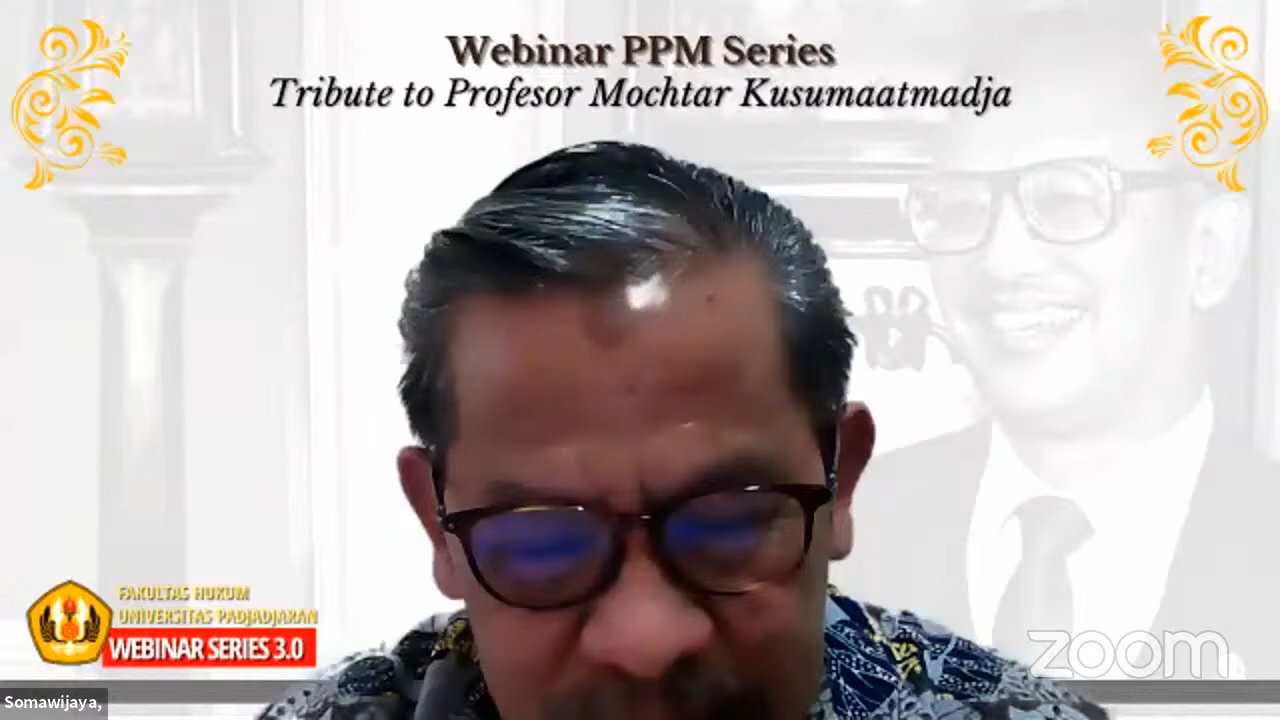 Webinar PPM Series
Tribute to Profesor Mochtar Kusumaatmadja
FAKULTAS HUKUM
UNIVERSITAS PADJADJARAN
WEBINAR SERIES 3.0
zoom
Somawijaya,